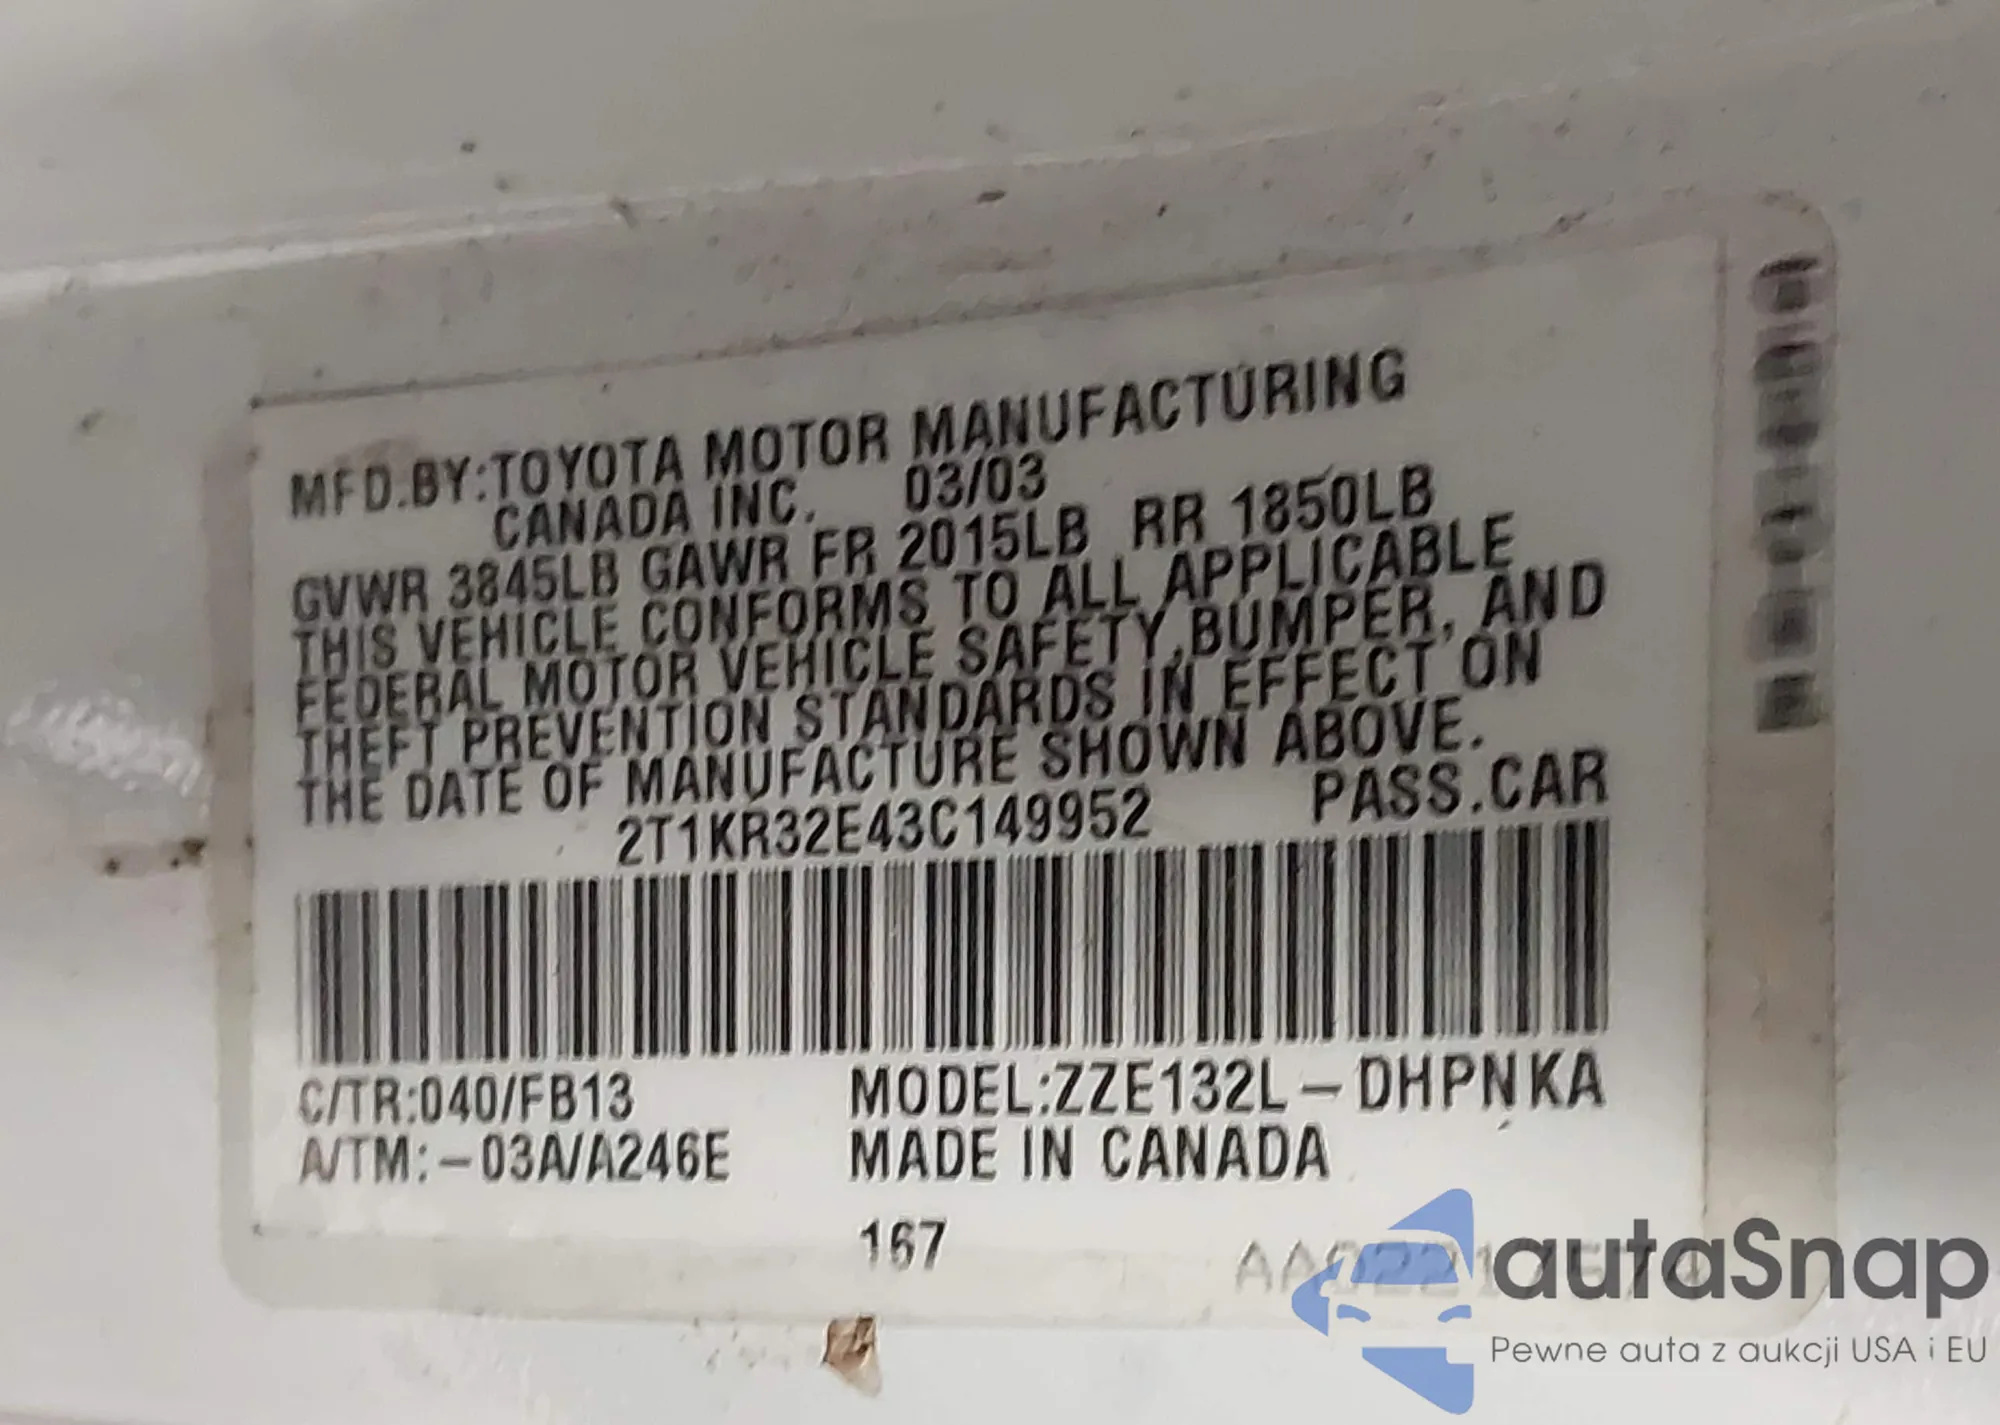 MFD.BY:TOYOTA MOTOR MANUFACTURING
CANADA INC. 03/03
GVWR 3845LB GAWR FR 2015LB RR 1850LB
THIS VEHICLE CONFORMS TO ALL APPLICABLE
FEDERAL MOTOR VEHICLE SAFETY,BUMPER, AND
THEFT PREVENTION STANDARDS IN EFFECT ON
THE DATE OF MANUFACTURE SHOWN ABOVE.
2T1KR32E43C149952 PASS.CAR
C/TR:040/FB13 MODEL:ZZE132L-DHPNKA
A/TM:-03A/A246E MADE IN CANADA
167
autaSnap
Pewne auta z aukcji USA i EU